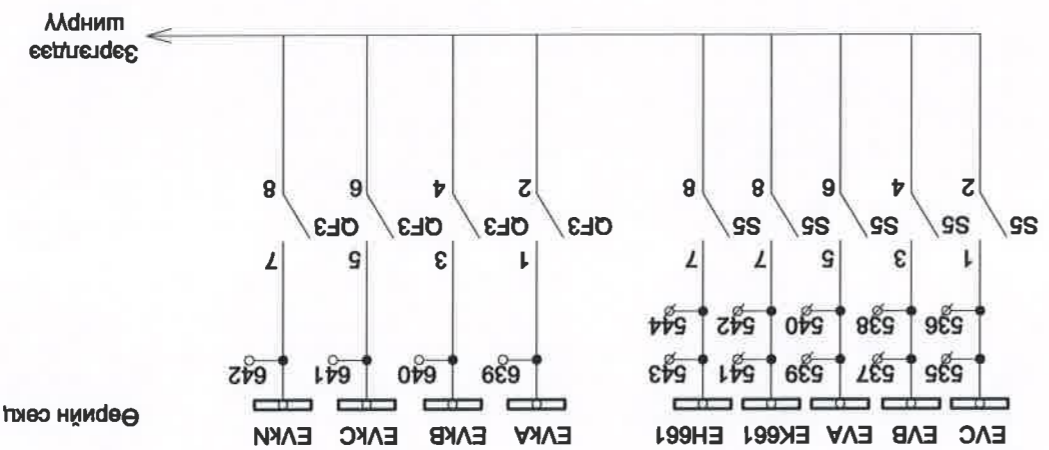 EVC EVB EVA EK661 EH661 EVkA EVkB EVkC EVkN
Өөрийн секц
535 537 539 541 543 639 640 641 642
536 538 540 542 544
1 3 5 7 7 1 3 5 7
S5 S5 S5 S5 S5 QF3 QF3 QF3 QF3
2 4 6 8 8 2 4 6 8
Зэргэлдээ
шинрүү